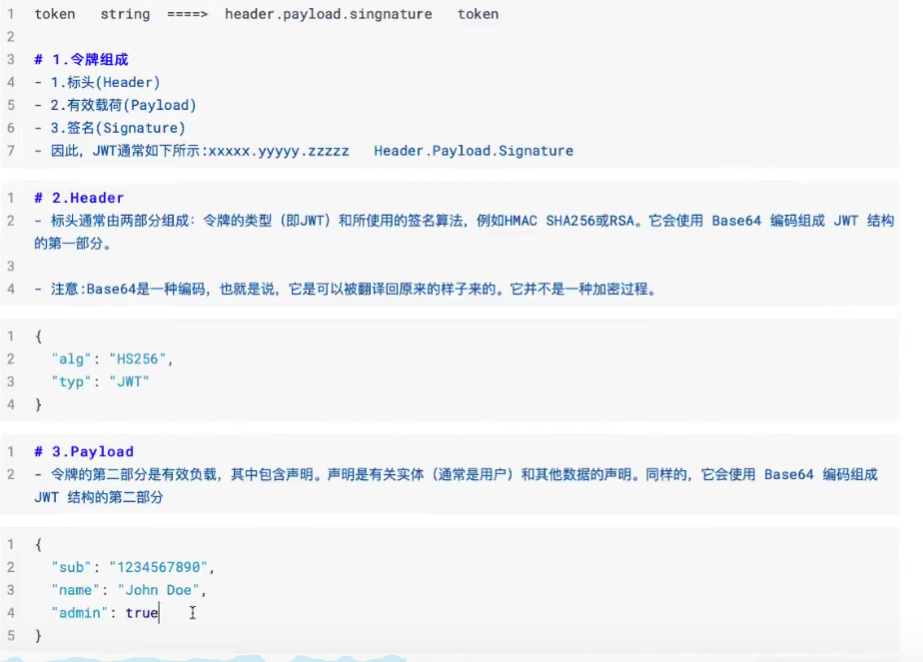 1 token string ====> header.payload.singnature token
2
3 # 1.令牌组成
4 - 1.标头(Header)
5 - 2.有效载荷(Payload)
6 - 3.签名(Signature)
7 - 因此，JWT通常如下所示:xxxxx.yyyyy.zzzzz Header.Payload.Signature
1 # 2.Header
2 - 标头通常由两部分组成：令牌的类型（即JWT）和所使用的签名算法，例如HMAC SHA256或RSA。它会使用 Base64 编码组成 JWT 结构
的第一部分。
3
4 - 注意:Base64是一种编码，也就是说，它是可以被翻译回原来的样子来的。它并不是一种加密过程。
1 {
2 "alg": "HS256",
3 "typ": "JWT"
4 }
1 # 3.Payload
2 - 令牌的第二部分是有效负载，其中包含声明。声明是有关实体（通常是用户）和其他数据的声明。同样的，它会使用 Base64 编码组成
JWT 结构的第二部分
1 {
2 "sub": "1234567890",
3 "name": "John Doe",
4 "admin": true
5 }